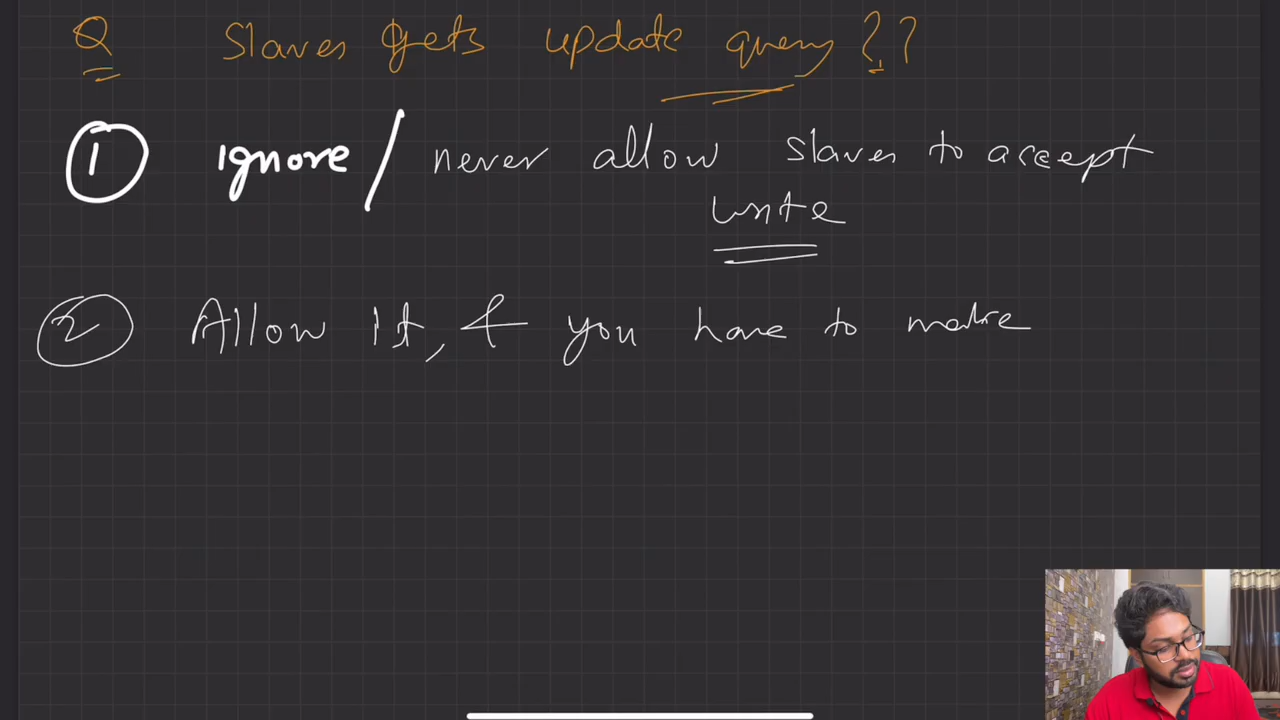 Q Slaves gets update query ??
1 ignore / never allow slaves to accept
write
2 Allow it, & you have to make